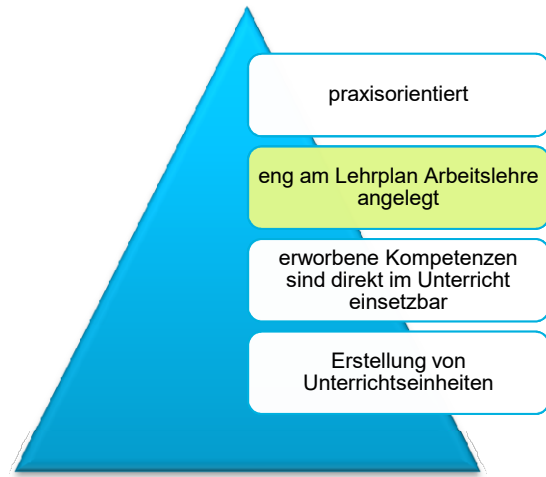 praxisorientiert
eng am Lehrplan Arbeitslehre
angelegt
erworbene Kompetenzen
sind direkt im Unterricht
einsetzbar
Erstellung von
Unterrichtseinheiten